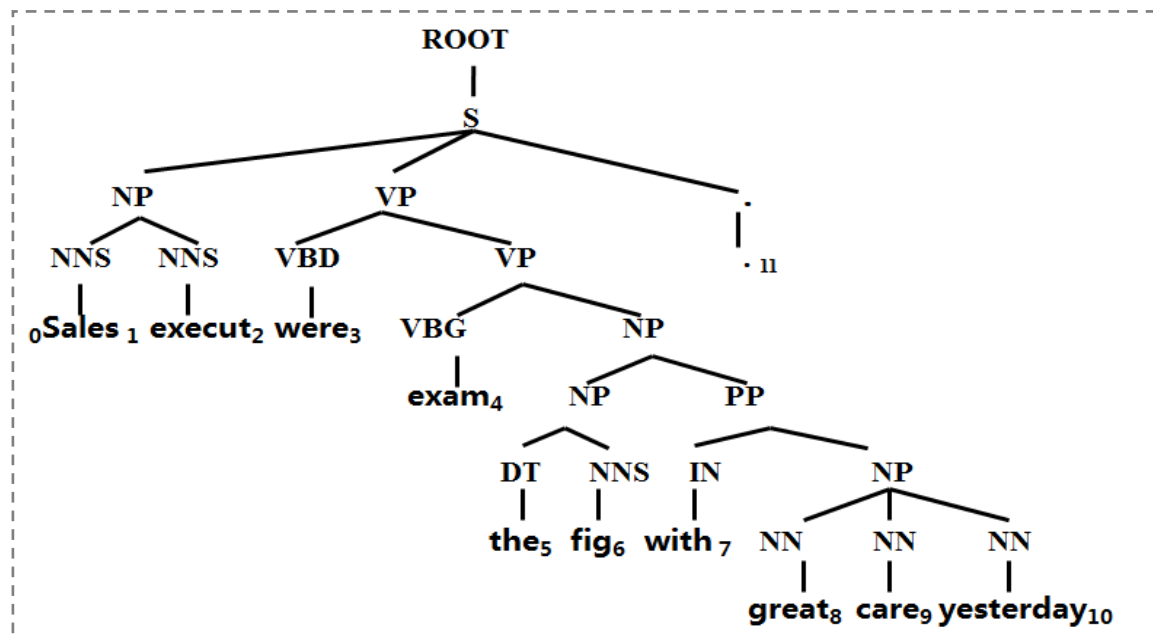 ROOT
S
NP VP .
NNS NNS VBD VP . 11
0Sales 1 execut2 were3 VBG NP
exam4 NP PP
DT NNS IN NP
the5 fig6 with 7 NN NN NN
great8 care9 yesterday10